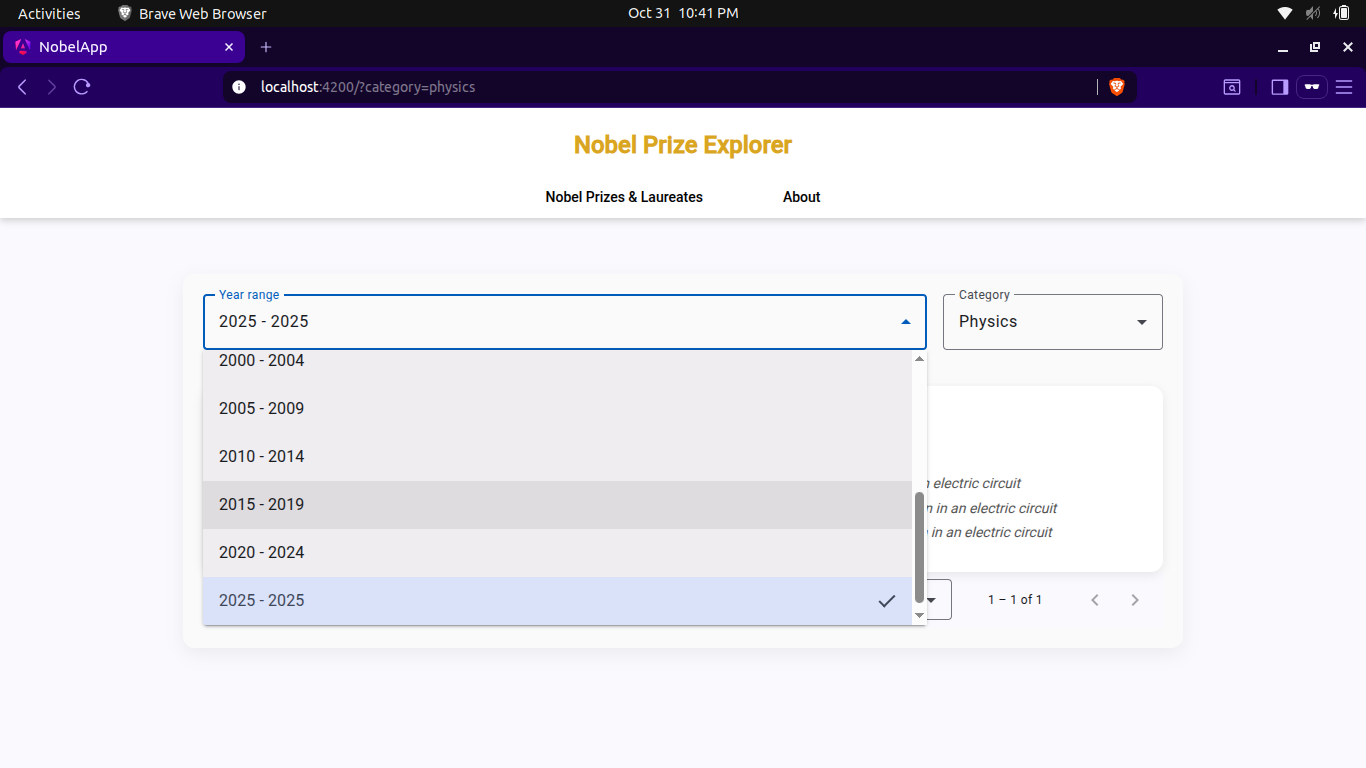 Activities Brave Web Browser Oct 31 10:41 PM
NobelApp
localhost:4200/?category=physics
Nobel Prize Explorer
Nobel Prizes & Laureates About
Year range Category
2025 - 2025 Physics
2000 - 2004
2005 - 2009
2010 - 2014
2015 - 2019
2020 - 2024
2025 - 2025
electric circuit
in an electric circuit
in an electric circuit
1 – 1 of 1